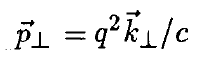 $\vec{p}_{\perp} = q^2 \vec{k}_{\perp} / c$